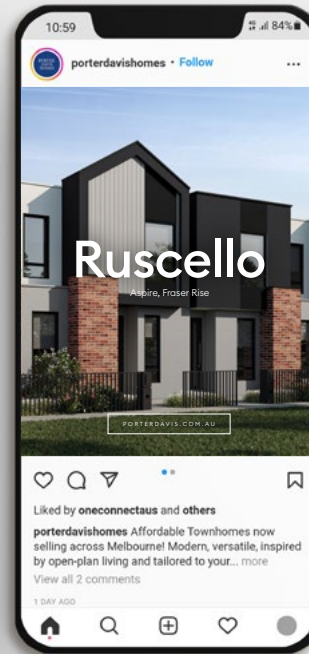 10:59
84%
porterdavishomes • Follow
Ruscello
Aspire, Fraser Rise
PORTERDAVIS.COM.AU
Liked by oneconnectaus and others
porterdavishomes Affordable Townhomes now
selling across Melbourne! Modern, versatile, inspired
by open-plan living and tailored to your... more
View all 2 comments
1 DAY AGO